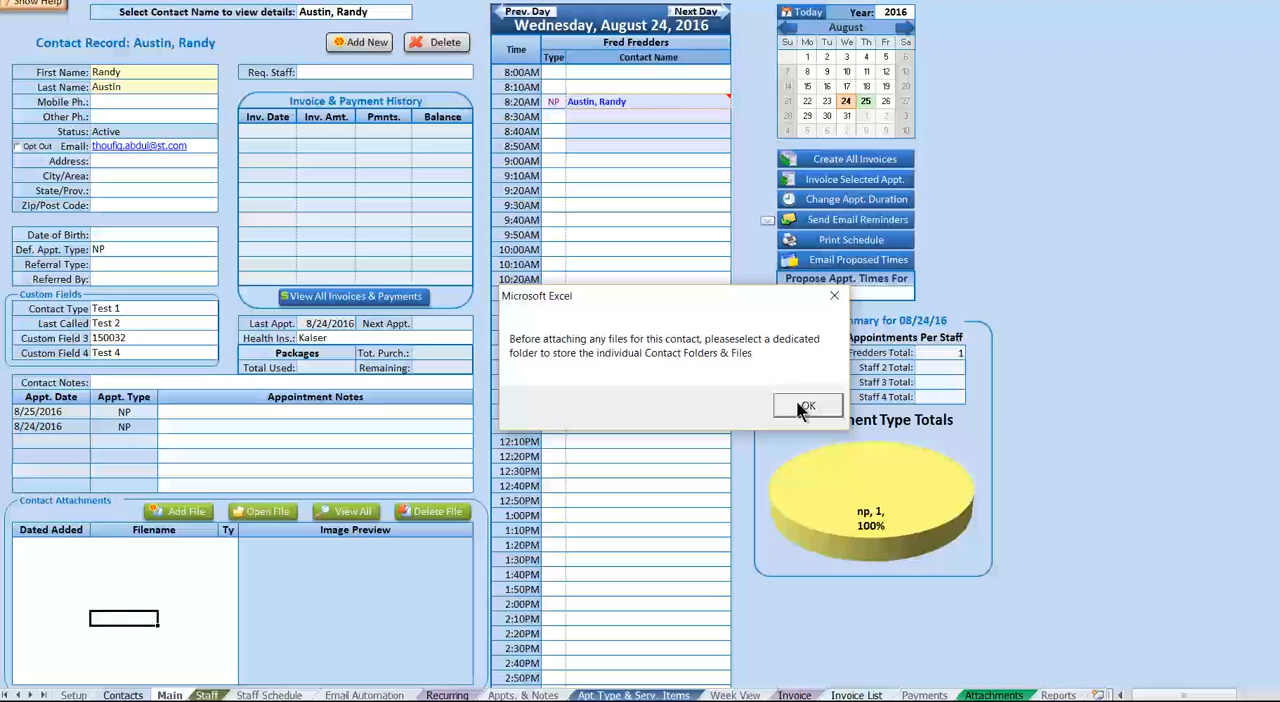 Show Help
Select Contact Name to view details: Austin, Randy
Contact Record: Austin, Randy
Add New
Delete
First Name: Randy
Last Name: Austin
Mobile Ph.:
Other Ph.:
Status: Active
Opt Out Email: thoufiq.abdul@st.com
Address:
City/Area:
State/Prov.:
Zip/Post Code:
Date of Birth:
Def. Appt. Type: NP
Referral Type:
Referred By:
Custom Fields
Contact Type Test 1
Last Called Test 2
Custom Field 3 150032
Custom Field 4 Test 4
Req. Staff:
Invoice & Payment History
Inv. Date Inv. Amt. Pmnts. Balance
View All Invoices & Payments
Last Appt. 8/24/2016 Next Appt.
Health Ins.: Kalser
Packages Tot. Purch.:
Total Used: Remaining:
Contact Notes:
Appt. Date Appt. Type Appointment Notes
8/25/2016 NP
8/24/2016 NP
Contact Attachments
Add File Open File View All Delete File
Dated Added Filename Ty Image Preview
Prev. Day Next Day
Wednesday, August 24, 2016
Time Fred Fredders
Type Contact Name
8:00AM
8:10AM
8:20AM NP Austin, Randy
8:30AM
8:40AM
8:50AM
9:00AM
9:10AM
9:20AM
9:30AM
9:40AM
9:50AM
10:00AM
10:10AM
10:20AM
12:10PM
12:20PM
12:30PM
12:40PM
12:50PM
1:00PM
1:10PM
1:20PM
1:30PM
1:40PM
1:50PM
2:00PM
2:10PM
2:20PM
2:30PM
2:40PM
2:50PM
Microsoft Excel
Before attaching any files for this contact, pleaseselect a dedicated
folder to store the individual Contact Folders & Files
OK
Today Year: 2016
August
Su Mo Tu We Th Fr Sa
1 2 3 4 5 6
7 8 9 10 11 12 13
14 15 16 17 18 19 20
21 22 23 24 25 26 27
28 29 30 31 1 2 3
4 5 6 7 8 9 10
Create All Invoices
Invoice Selected Appt.
Change Appt. Duration
Send Email Reminders
Print Schedule
Email Proposed Times
Propose Appt. Times For
mmary for 08/24/16
Appointments Per Staff
Fredders Total: 1
Staff 2 Total:
Staff 3 Total:
Staff 4 Total:
ment Type Totals
np, 1,
100%
Setup Contacts Main Staff Staff Schedule Email Automation Recurring Appts. & Notes Appt Type & Serv. Items Week View Invoice Invoice List Payments Attachments Reports